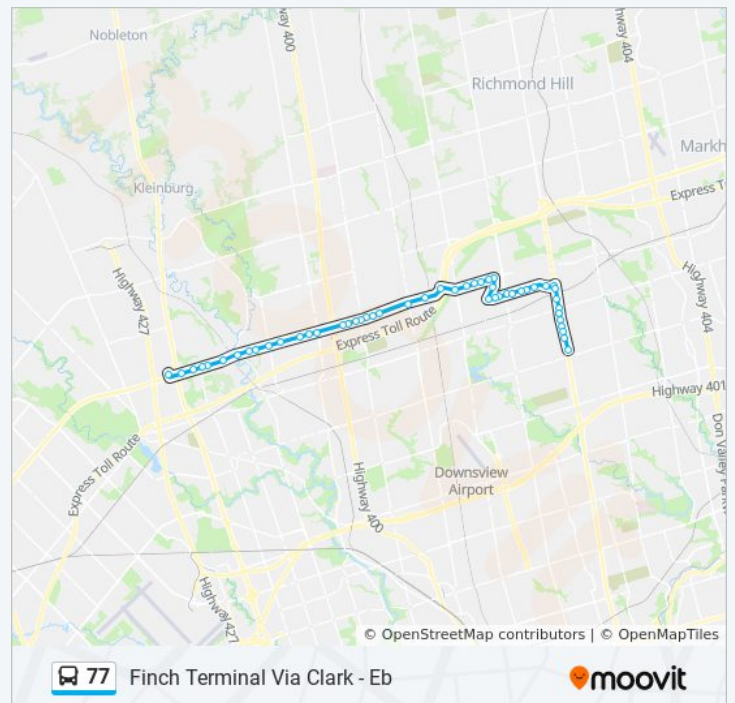 Nobleton
way 400
hway 404
Richmond Hill
Markh
Kleinburg
Express T
Highway 427
Highway 404
Express Toll Route
Highway 401
Don Valley Parkw
Express Toll Route
Downsview
Airport
Highway 400
Highway 427
© OpenStreetMap contributors | © OpenMapTiles
77 Finch Terminal Via Clark - Eb
moovit